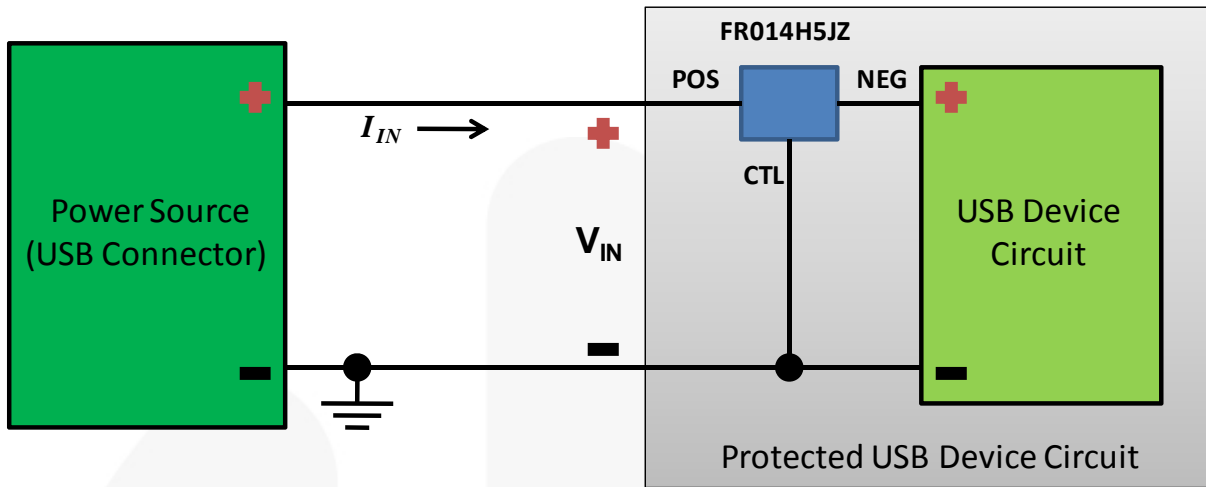 FR014H5JZ
POS
NEG
I_IN
CTL
Power Source
(USB Connector)
V_IN
USB Device
Circuit
Protected USB Device Circuit